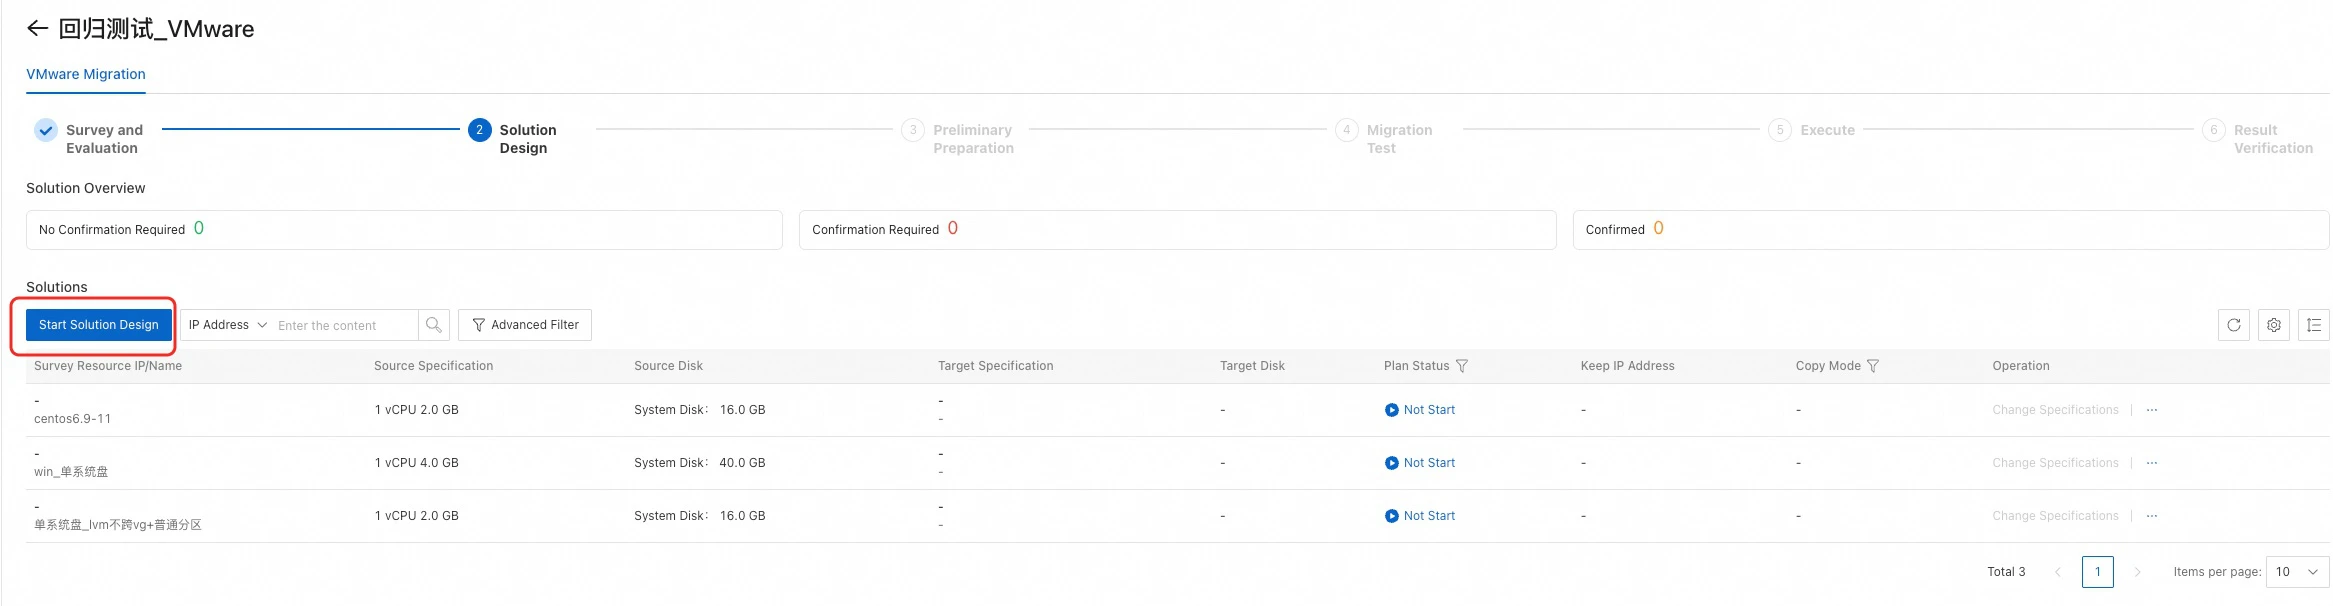 回归测试_VMware
VMware Migration
Survey and
Evaluation
2
Solution
Design
3
Preliminary
Preparation
4
Migration
Test
5
Execute
6
Result
Verification
Solution Overview
No Confirmation Required 0
Confirmation Required 0
Confirmed 0
Solutions
Start Solution Design
IP Address
Enter the content
Advanced Filter
Survey Resource IP/Name Source Specification Source Disk Target Specification Target Disk Plan Status Keep IP Address Copy Mode Operation
- -
1 vCPU 2.0 GB System Disk： 16.0 GB - Not Start - - Change Specifications | ···
centos6.9-11 -
- -
1 vCPU 4.0 GB System Disk： 40.0 GB - Not Start - - Change Specifications | ···
win_单系统盘 -
- -
1 vCPU 2.0 GB System Disk： 16.0 GB - Not Start - - Change Specifications | ···
单系统盘_lvm不跨vg+普通分区 -
Total 3 < 1 > Items per page: 10